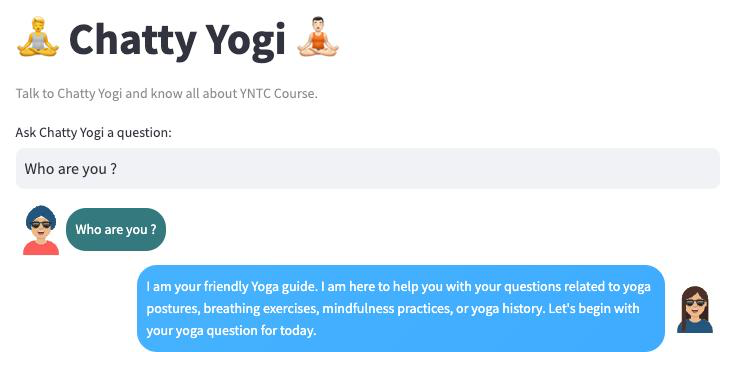 Chatty Yogi
Talk to Chatty Yogi and know all about YNTC Course.
Ask Chatty Yogi a question:
Who are you ?
Who are you ?
I am your friendly Yoga guide. I am here to help you with your questions related to yoga
postures, breathing exercises, mindfulness practices, or yoga history. Let's begin with
your yoga question for today.